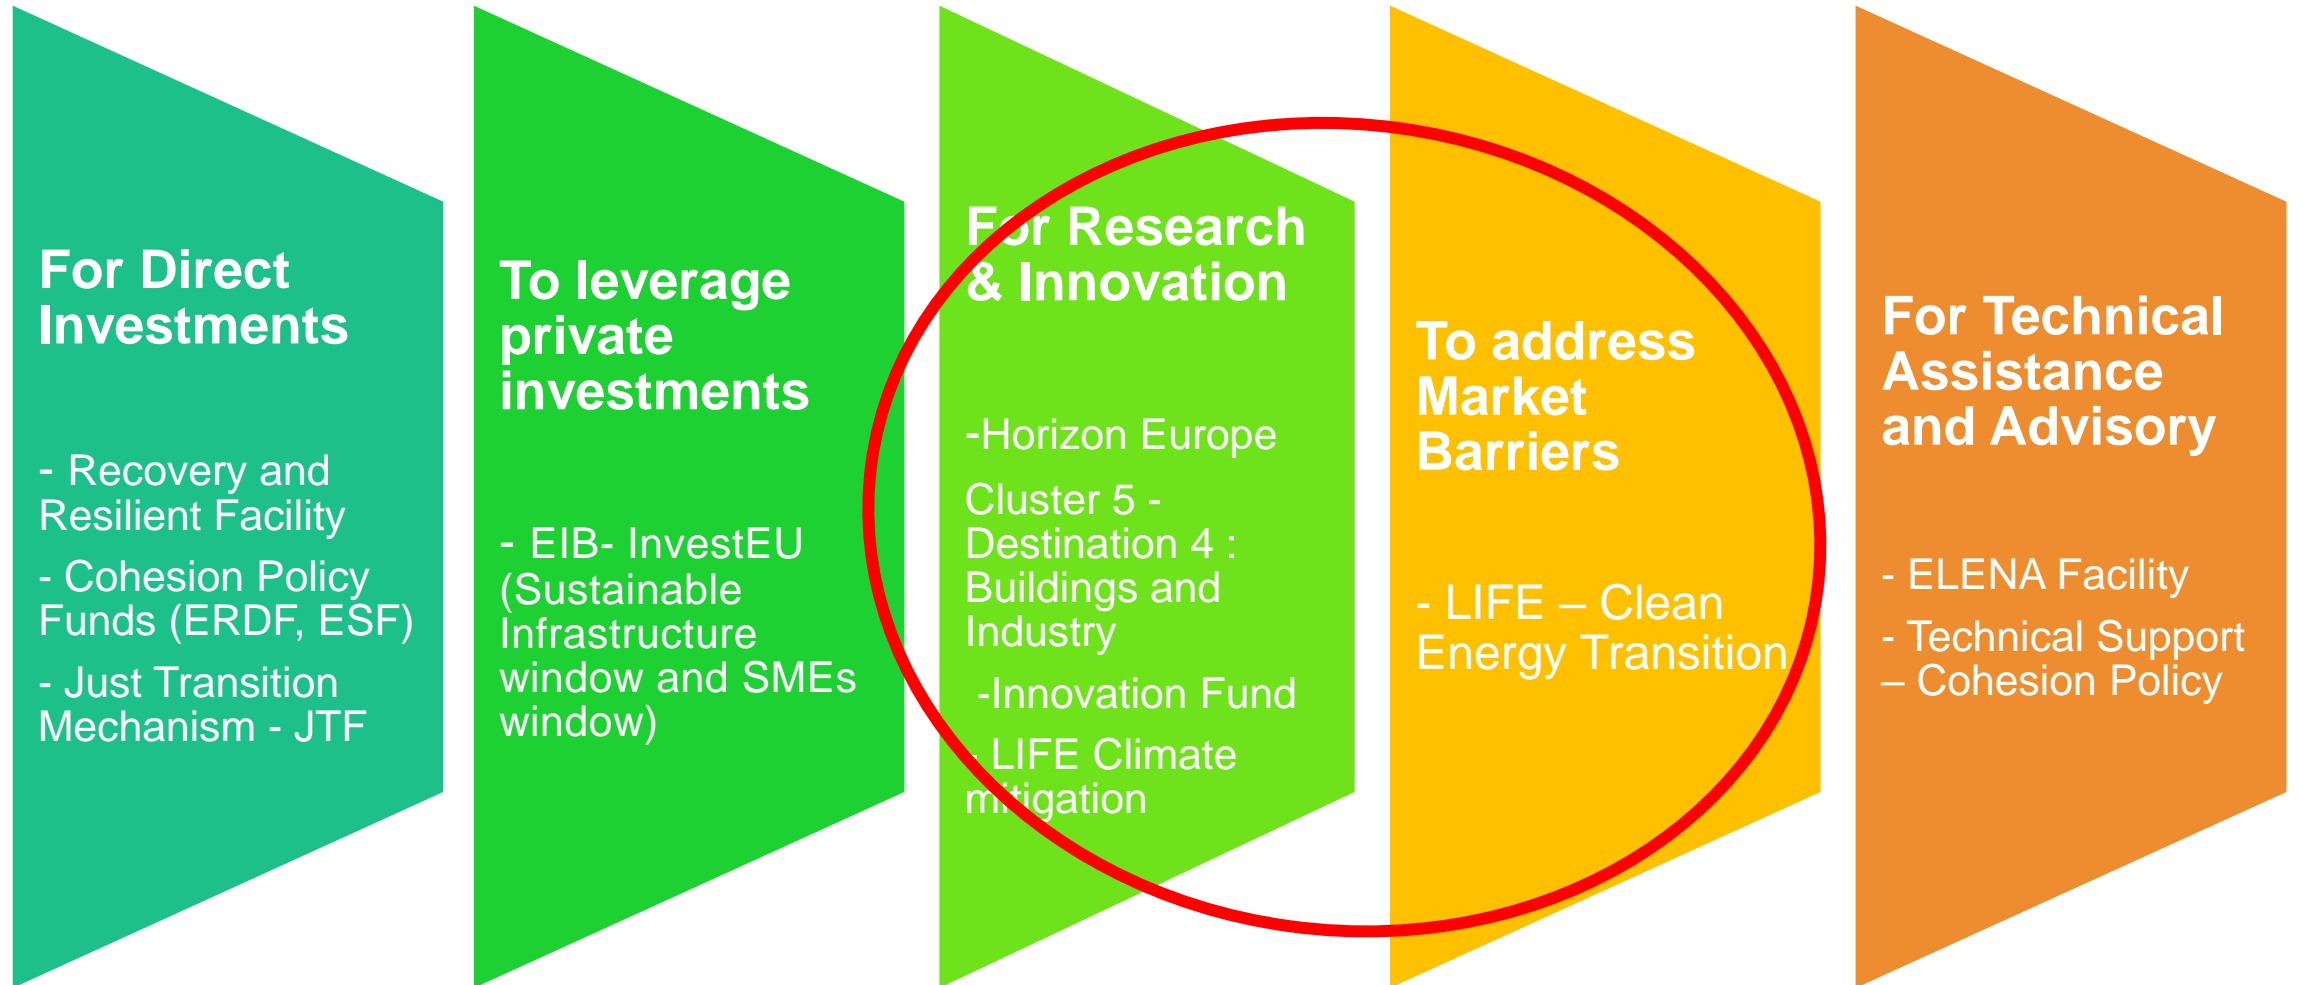 For Direct
Investments
- Recovery and
Resilient Facility
- Cohesion Policy
Funds (ERDF, ESF)
- Just Transition
Mechanism - JTF
To leverage
private
investments
- EIB- InvestEU
(Sustainable
Infrastructure
window and SMEs
window)
For Research
& Innovation
-Horizon Europe
Cluster 5 -
Destination 4 :
Buildings and
Industry
-Innovation Fund
- LIFE Climate
mitigation
To address
Market
Barriers
- LIFE – Clean
Energy Transition
For Technical
Assistance
and Advisory
- ELENA Facility
- Technical Support
– Cohesion Policy